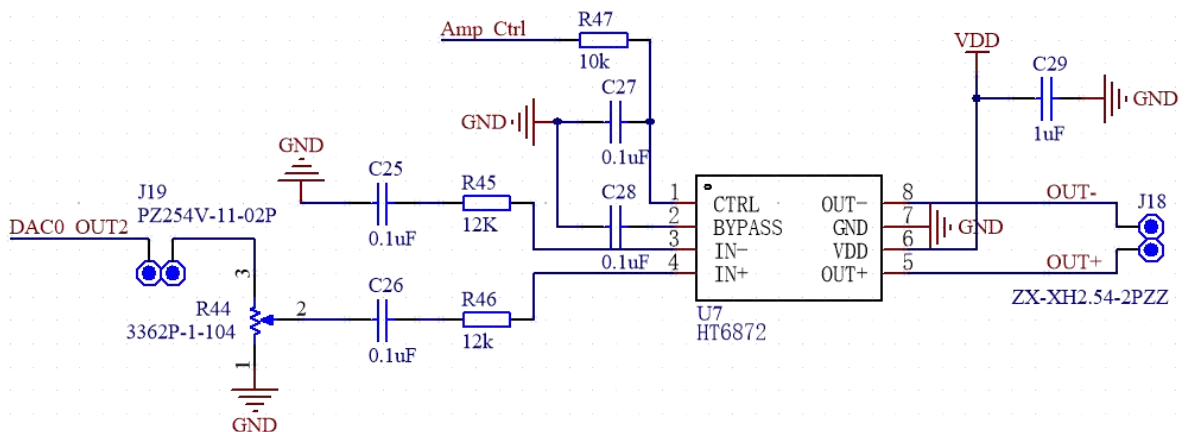 Amp_Ctrl
R47
10k
VDD
C29
GND
1uF
C27
GND
0.1uF
GND
C25
R45
C28
J19
PZ254V-11-02P
0.1uF
12K
0.1uF
DAC0_OUT2
1
CTRL
OUT-
8
OUT-
J18
2
BYPASS
GND
7
GND
3
IN-
VDD
6
4
IN+
OUT+
5
OUT+
ZX-XH2.54-2PZZ
3
R44
3362P-1-104
2
C26
R46
0.1uF
12k
U7
HT6872
1
GND